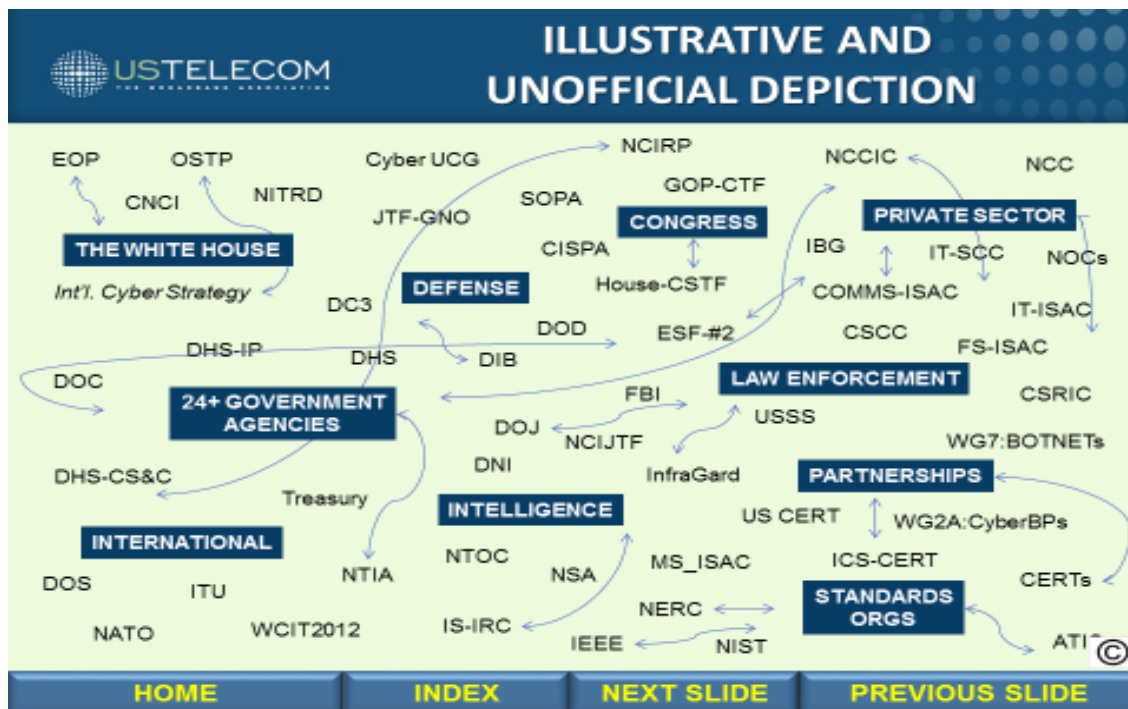 USTELECOM
THE BROADBAND ASSOCIATION
ILLUSTRATIVE AND
UNOFFICIAL DEPICTION
EOP
OSTP
Cyber UCG
NCIRP
NCCIC
NCC
CNCI
NITRD
JTF-GNO
SOPA
GOP-CTF
THE WHITE HOUSE
CONGRESS
PRIVATE SECTOR
CISPA
IBG
IT-SCC
NOCs
Int'l. Cyber Strategy
DC3
DEFENSE
House-CSTF
COMMS-ISAC
IT-ISAC
DHS-IP
DHS
DOD
DIB
ESF-#2
CSCC
FS-ISAC
DOC
24+ GOVERNMENT
AGENCIES
LAW ENFORCEMENT
FBI
USSS
CSRIC
DOJ
NCIJTF
WG7:BOTNETs
DHS-CS&C
DNI
InfraGard
PARTNERSHIPS
Treasury
INTELLIGENCE
US CERT
WG2A:CyberBPs
INTERNATIONAL
NTOC
NSA
MS_ISAC
ICS-CERT
CERTs
DOS
ITU
NTIA
STANDARDS
ORGS
NATO
WCIT2012
IS-IRC
IEEE
NERC
NIST
©
HOME
INDEX
NEXT SLIDE
PREVIOUS SLIDE